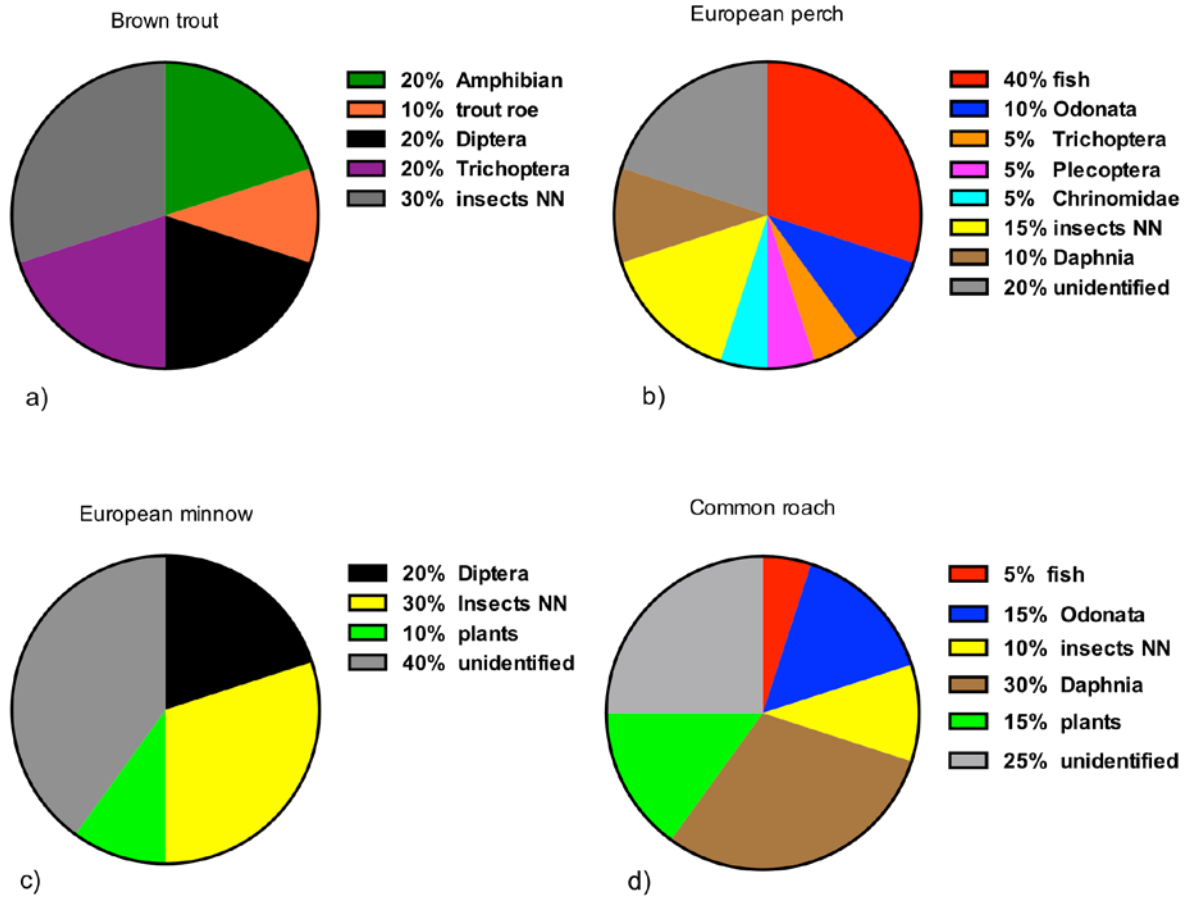 Brown trout
20% Amphibian
10% trout roe
20% Diptera
20% Trichoptera
30% insects NN
a)
European perch
40% fish
10% Odonata
5% Trichoptera
5% Plecoptera
5% Chrinomidae
15% insects NN
10% Daphnia
20% unidentified
b)
European minnow
20% Diptera
30% Insects NN
10% plants
40% unidentified
c)
Common roach
5% fish
15% Odonata
10% insects NN
30% Daphnia
15% plants
25% unidentified
d)